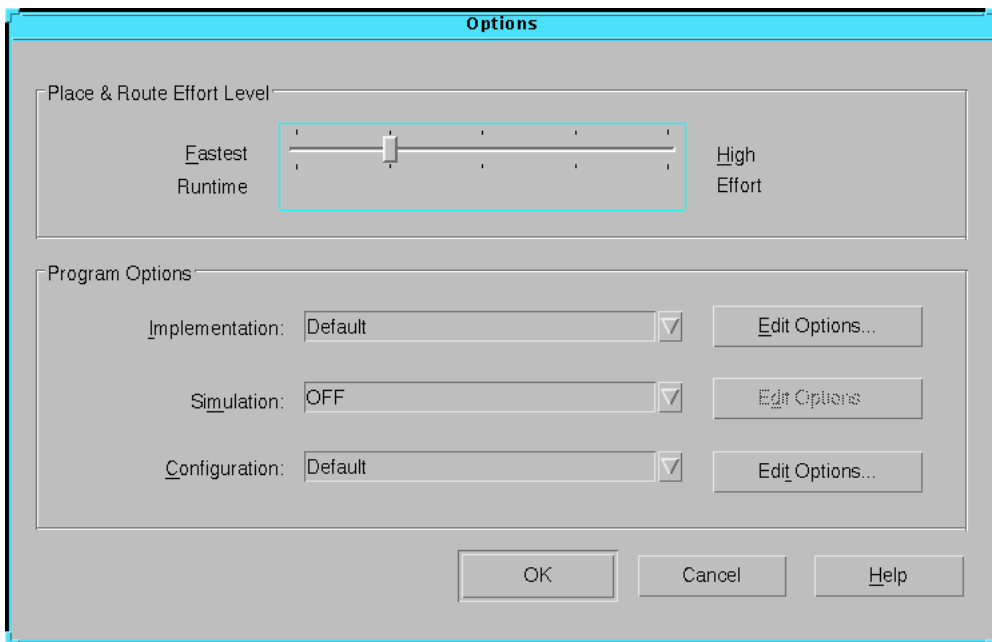 Options
Place & Route Effort Level
Fastest
Runtime
High
Effort
Program Options
Implementation: Default Edit Options...
Simulation: OFF Edit Options
Configuration: Default Edit Options...
OK Cancel Help